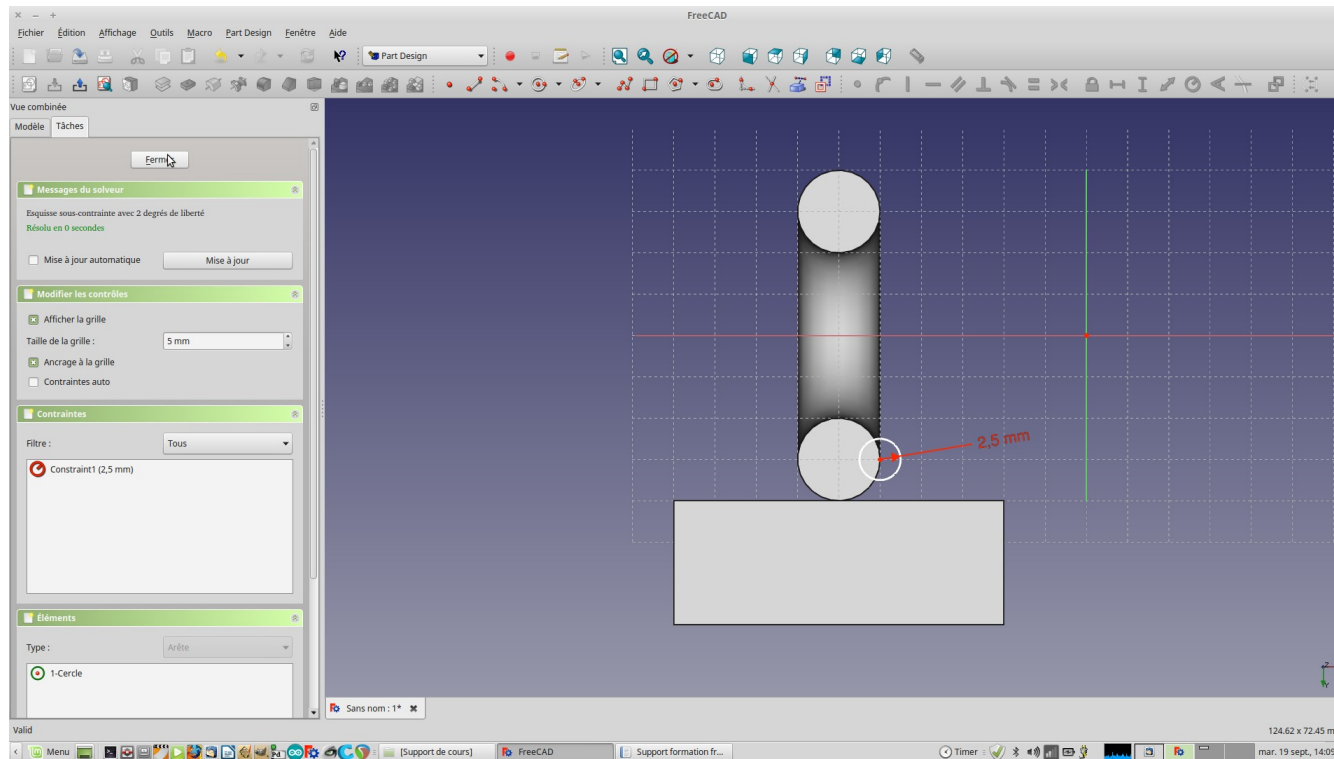 FreeCAD
Fichier Édition Affichage Outils Macro Part Design Fenêtre Aide
Part Design
Vue combinée
Modèle Tâches
Messages du solveur
Esquisse sous-contrainte avec 2 degrés de liberté
Résolu en 0 secondes
Mise à jour automatique Mise à jour
Modifier les contrôles
Afficher la grille
Taille de la grille : 5 mm
Ancrage à la grille
Contraintes auto
Contraintes
Filtre : Tous
Constraint1 (2,5 mm)
2,5 mm
Éléments
Type : Arête
1-Cercle
Z
Y
Sans nom : 1*
Valid 124.62 x 72.45 m
Menu [Support de cours] FreeCAD Support formation fr... Timer mar. 19 sept., 14:05